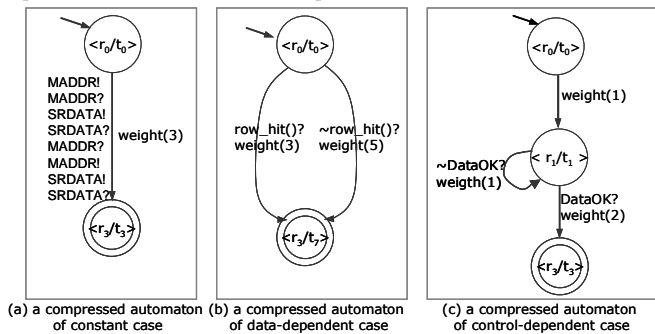 <r0/t0>
MADDR!
MADDR?
SRDATA!
SRDATA?
MADDR?
MADDR!
SRDATA!
SRDATA?
weight(3)
<r3/t3>
(a) a compressed automaton
of constant case
<r0/t0>
row_hit()?
weight(3)
~row_hit()?
weight(5)
<r3/t7>
(b) a compressed automaton
of data-dependent case
<r0/t0>
weight(1)
< r1/t1 >
~DataOK?
weigth(1)
DataOK?
weight(2)
<r3/t3>
(c) a compressed automaton
of control-dependent case